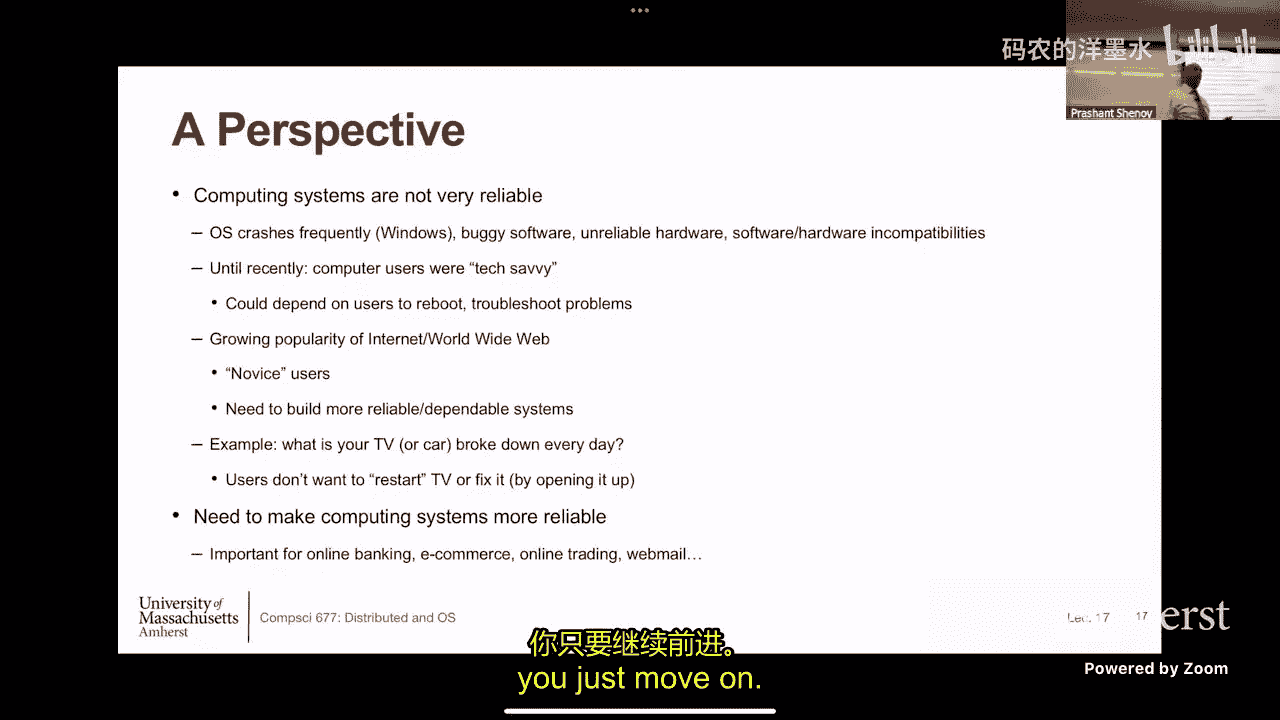 码农的洋墨水 bilibili
Prashant Shenoy
A Perspective
• Computing systems are not very reliable
– OS crashes frequently (Windows), buggy software, unreliable hardware, software/hardware incompatibilities
– Until recently: computer users were “tech savvy”
• Could depend on users to reboot, troubleshoot problems
– Growing popularity of Internet/World Wide Web
• “Novice” users
• Need to build more reliable/dependable systems
– Example: what is your TV (or car) broke down every day?
• Users don’t want to “restart” TV or fix it (by opening it up)
• Need to make computing systems more reliable
– Important for online banking, e-commerce, online trading, webmail…
University of
Massachusetts
Amherst
Compsci 677: Distributed and OS
Lec. 17
17
erst
你只要继续前进。
you just move on.
Powered by Zoom